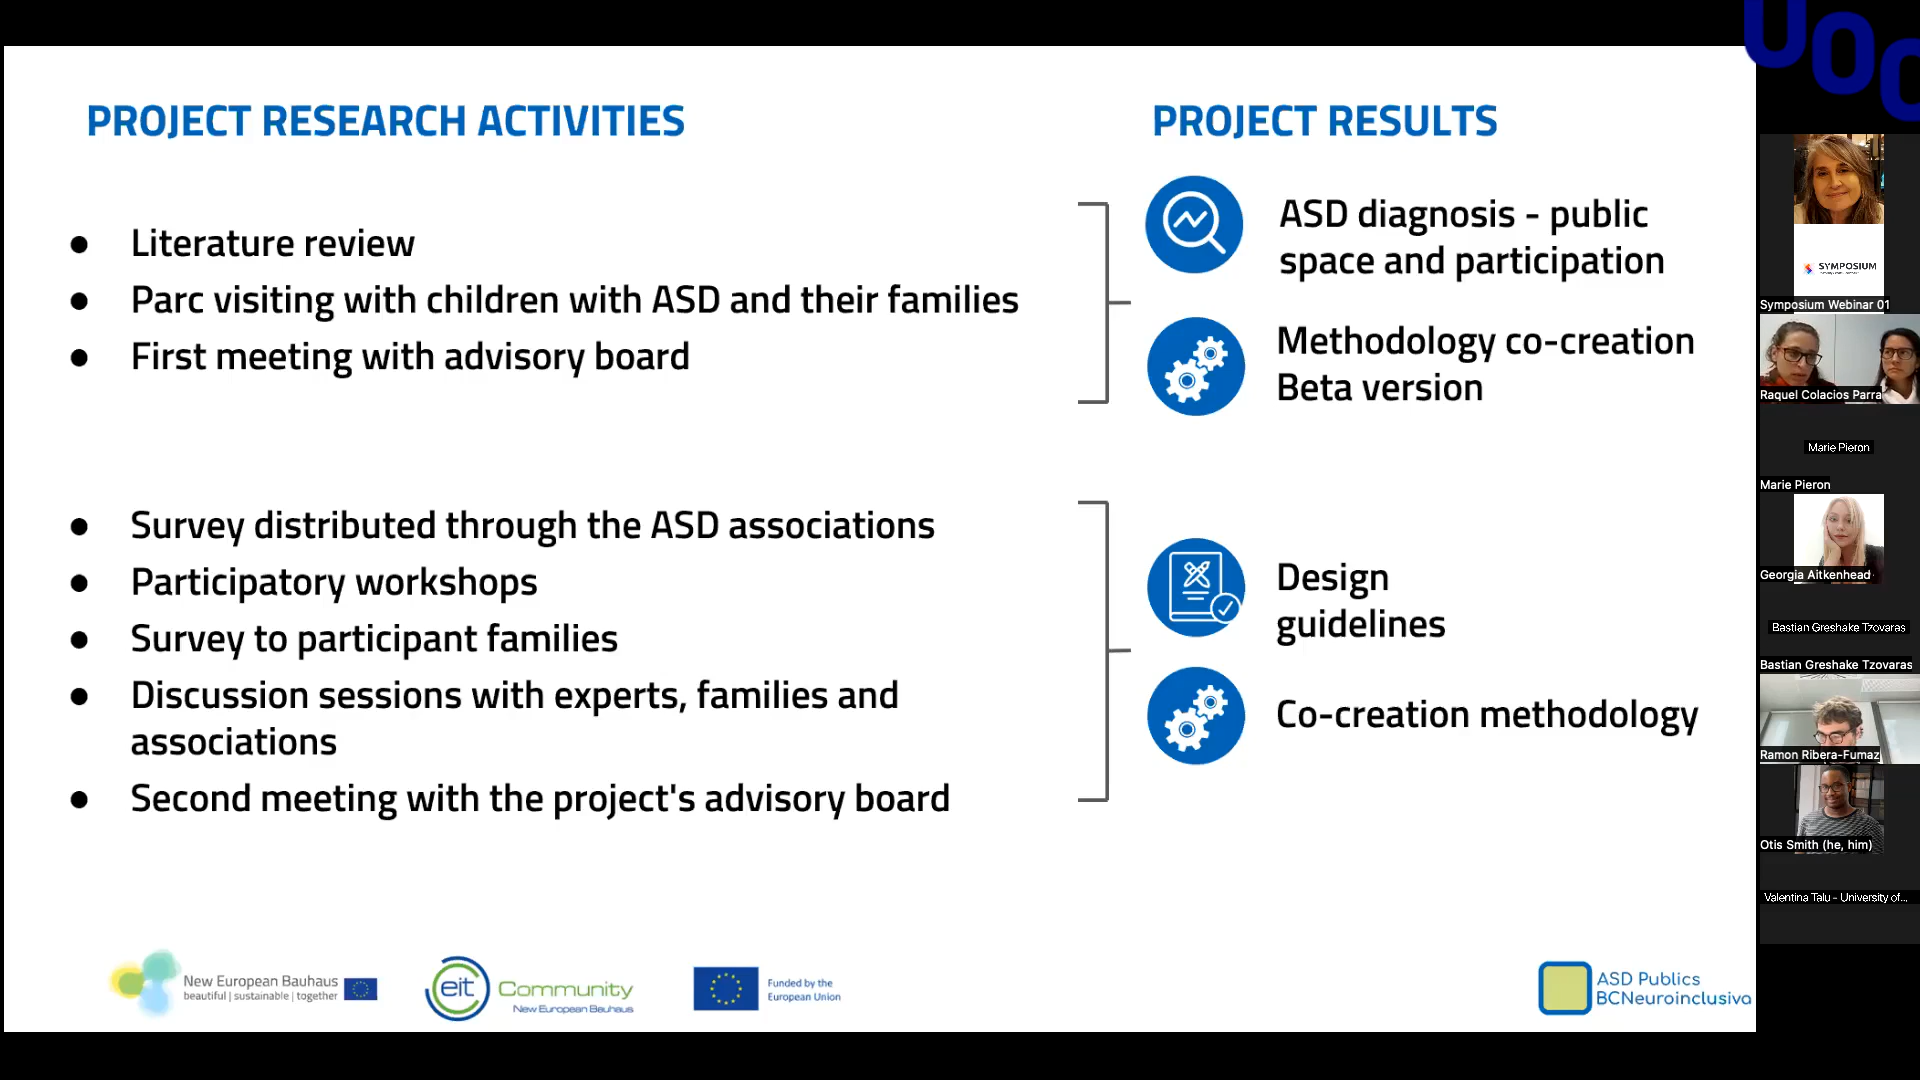 UOC
PROJECT RESEARCH ACTIVITIES
● Literature review
● Parc visiting with children with ASD and their families
● First meeting with advisory board
● Survey distributed through the ASD associations
● Participatory workshops
● Survey to participant families
● Discussion sessions with experts, families and
associations
● Second meeting with the project's advisory board
PROJECT RESULTS
ASD diagnosis - public
space and participation
Methodology co-creation
Beta version
Design
guidelines
Co-creation methodology
New European Bauhaus
beautiful | sustainable | together
eit Community
New European Bauhaus
Funded by the
European Union
ASD Publics
BCNeuroinclusiva
SYMPOSIUM
Symposium Webinar 01
Raquel Colacios Parra
Marie Pieron
Marie Pieron
Georgia Aitkenhead
Bastian Greshake Tzovaras
Bastian Greshake Tzovaras
Ramon Ribera-Fumaz
Otis Smith (he, him)
Valentina Talu - University of...